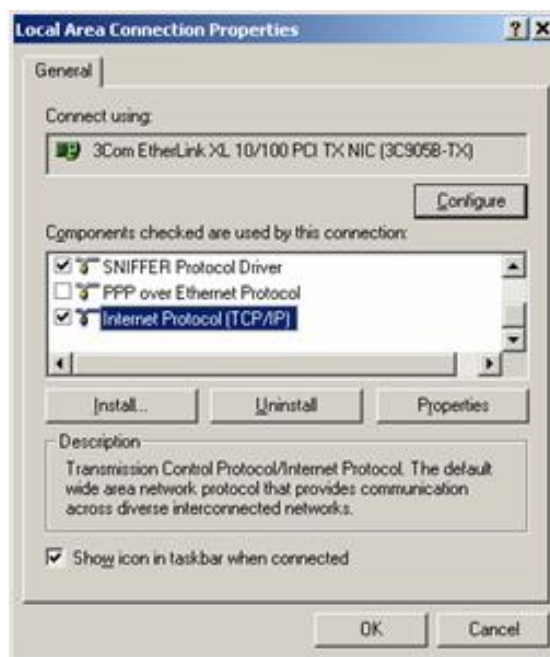 Local Area Connection Properties
General
Connect using:
3Com EtherLink XL 10/100 PCI TX NIC (3C905B-TX)
Configure
Components checked are used by this connection:
SNIFFER Protocol Driver
PPP over Ethernet Protocol
Internet Protocol (TCP/IP)
Install... Uninstall Properties
Description
Transmission Control Protocol/Internet Protocol. The default
wide area network protocol that provides communication
across diverse interconnected networks.
Show icon in taskbar when connected
OK Cancel